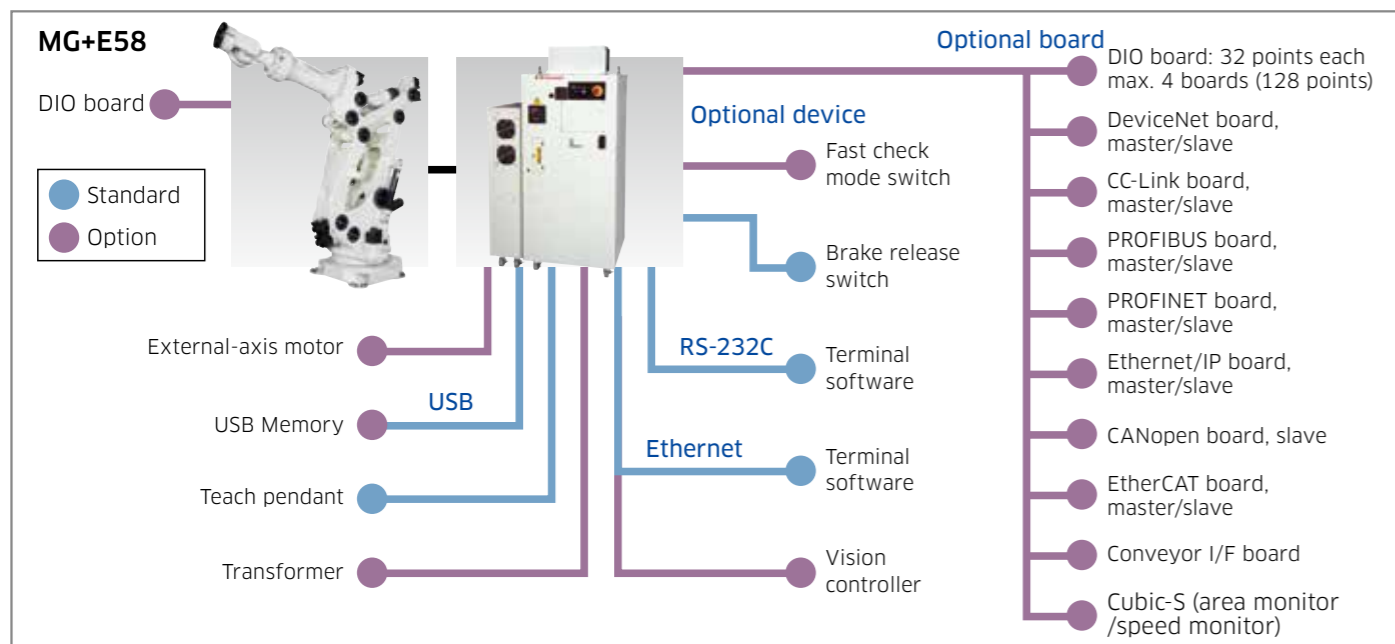 MG+E58
DIO board
Standard
Option
External-axis motor
USB
USB Memory
Teach pendant
Transformer
Optional device
Fast check
mode switch
Brake release
switch
RS-232C
Terminal
software
Ethernet
Terminal
software
Vision
controller
Optional board
DIO board: 32 points each
max. 4 boards (128 points)
DeviceNet board,
master/slave
CC-Link board,
master/slave
PROFIBUS board,
master/slave
PROFINET board,
master/slave
Ethernet/IP board,
master/slave
CANopen board, slave
EtherCAT board,
master/slave
Conveyor I/F board
Cubic-S (area monitor
/speed monitor)